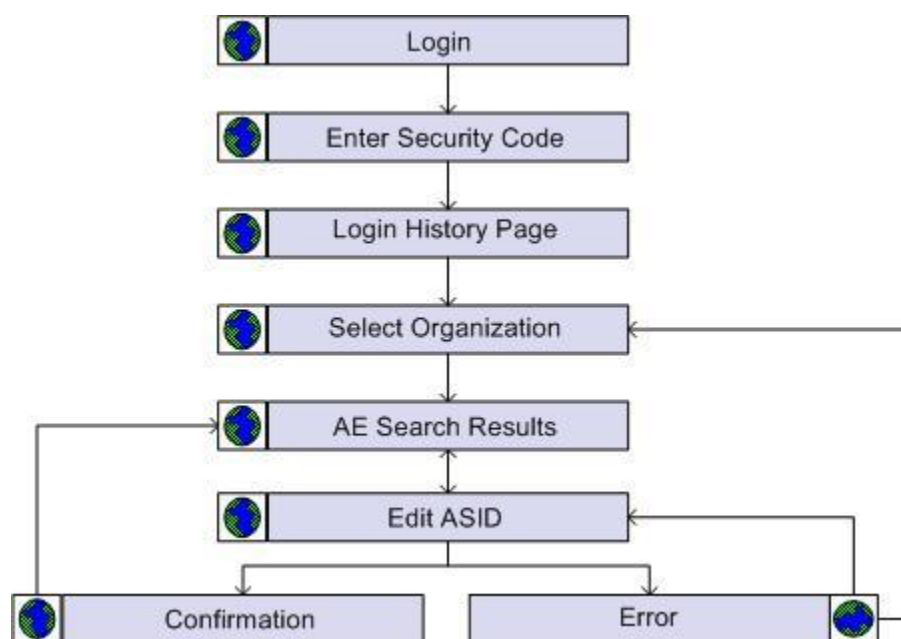 Login
Enter Security Code
Login History Page
Select Organization
AE Search Results
Edit ASID
Confirmation
Error